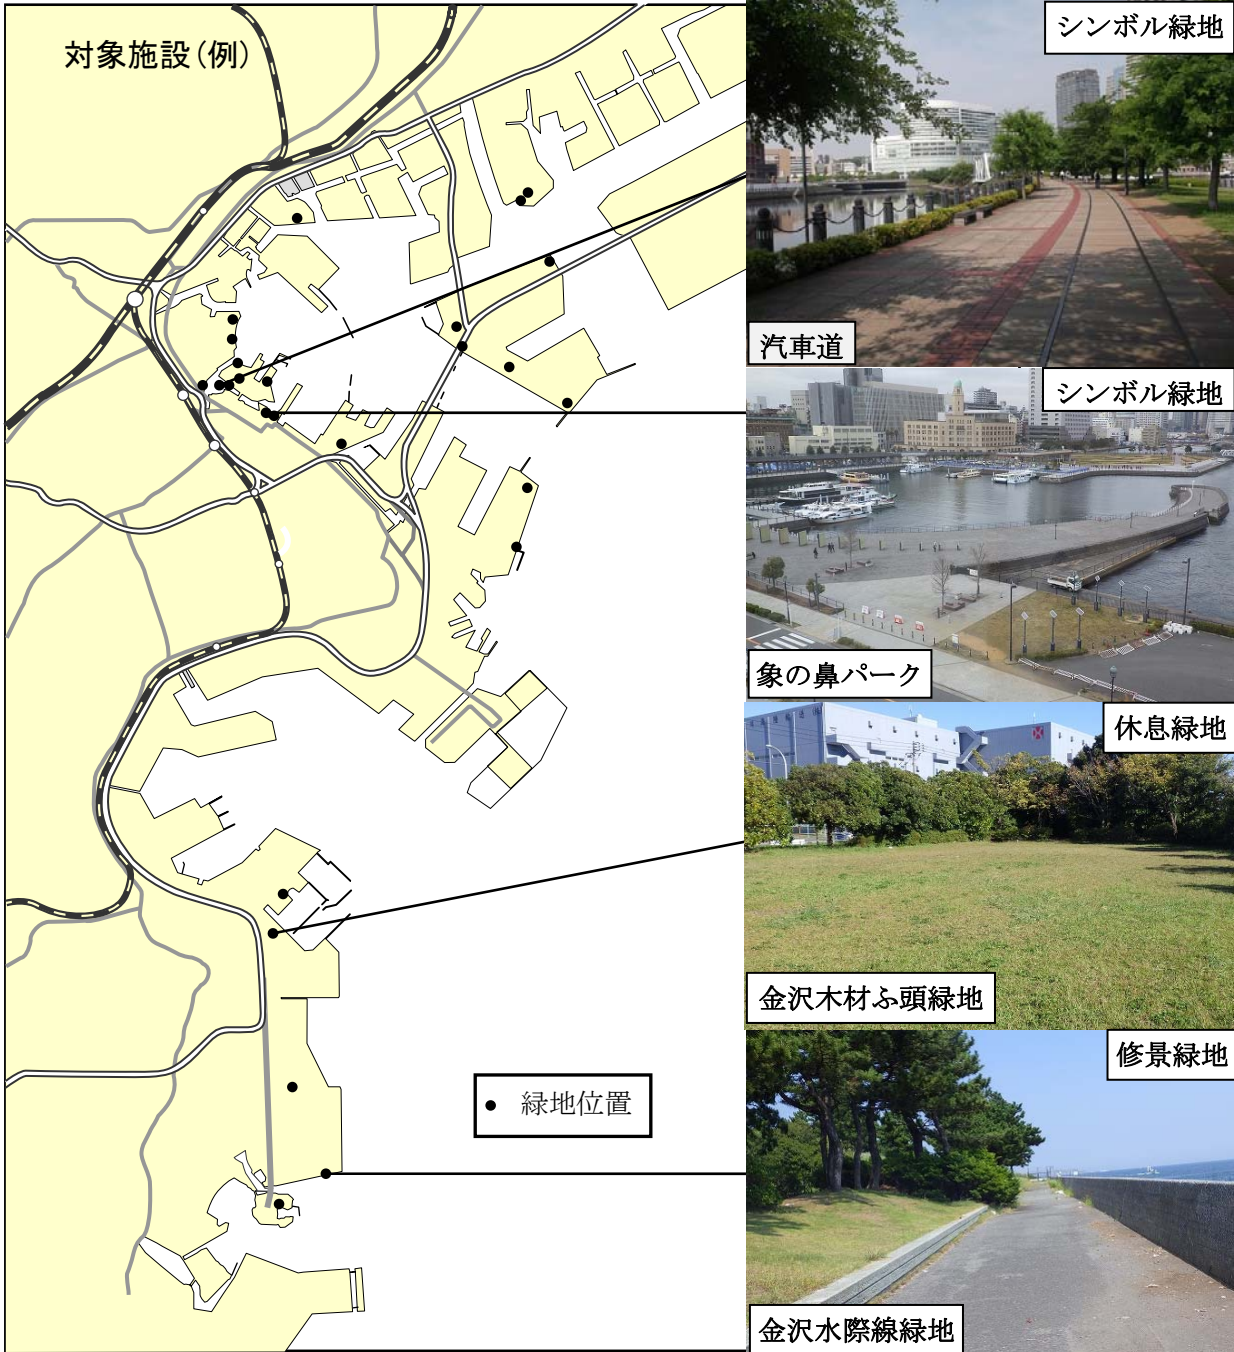 対象施設(例)
シンボル緑地
汽車道
シンボル緑地
象の鼻パーク
休息緑地
金沢木材ふ頭緑地
修景緑地
● 緑地位置
金沢水際線緑地